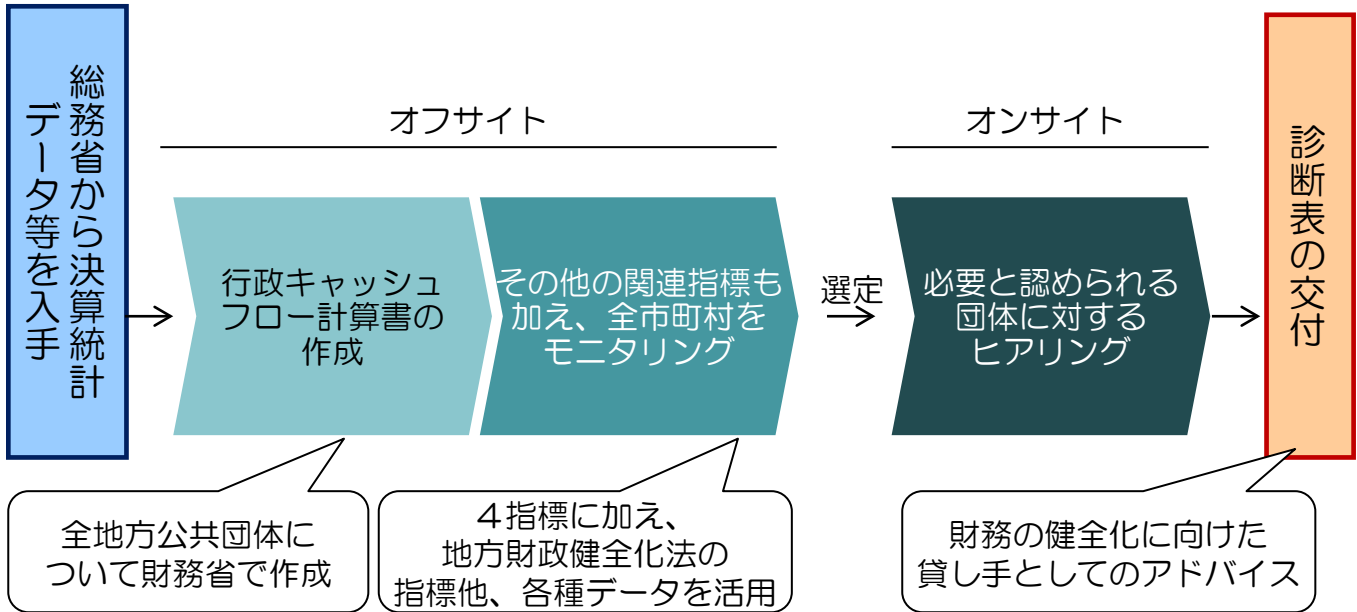 総務省から決算統計
データ等を入手
オフサイト
行政キャッシュ
フロー計算書の
作成
その他の関連指標も
加え、全市町村を
モニタリング
選定
オンサイト
必要と認められる
団体に対する
ヒアリング
診断表の交付
全地方公共団体に
ついて財務省で作成
４指標に加え、
地方財政健全化法の
指標他、各種データを活用
財務の健全化に向けた
貸し手としてのアドバイス